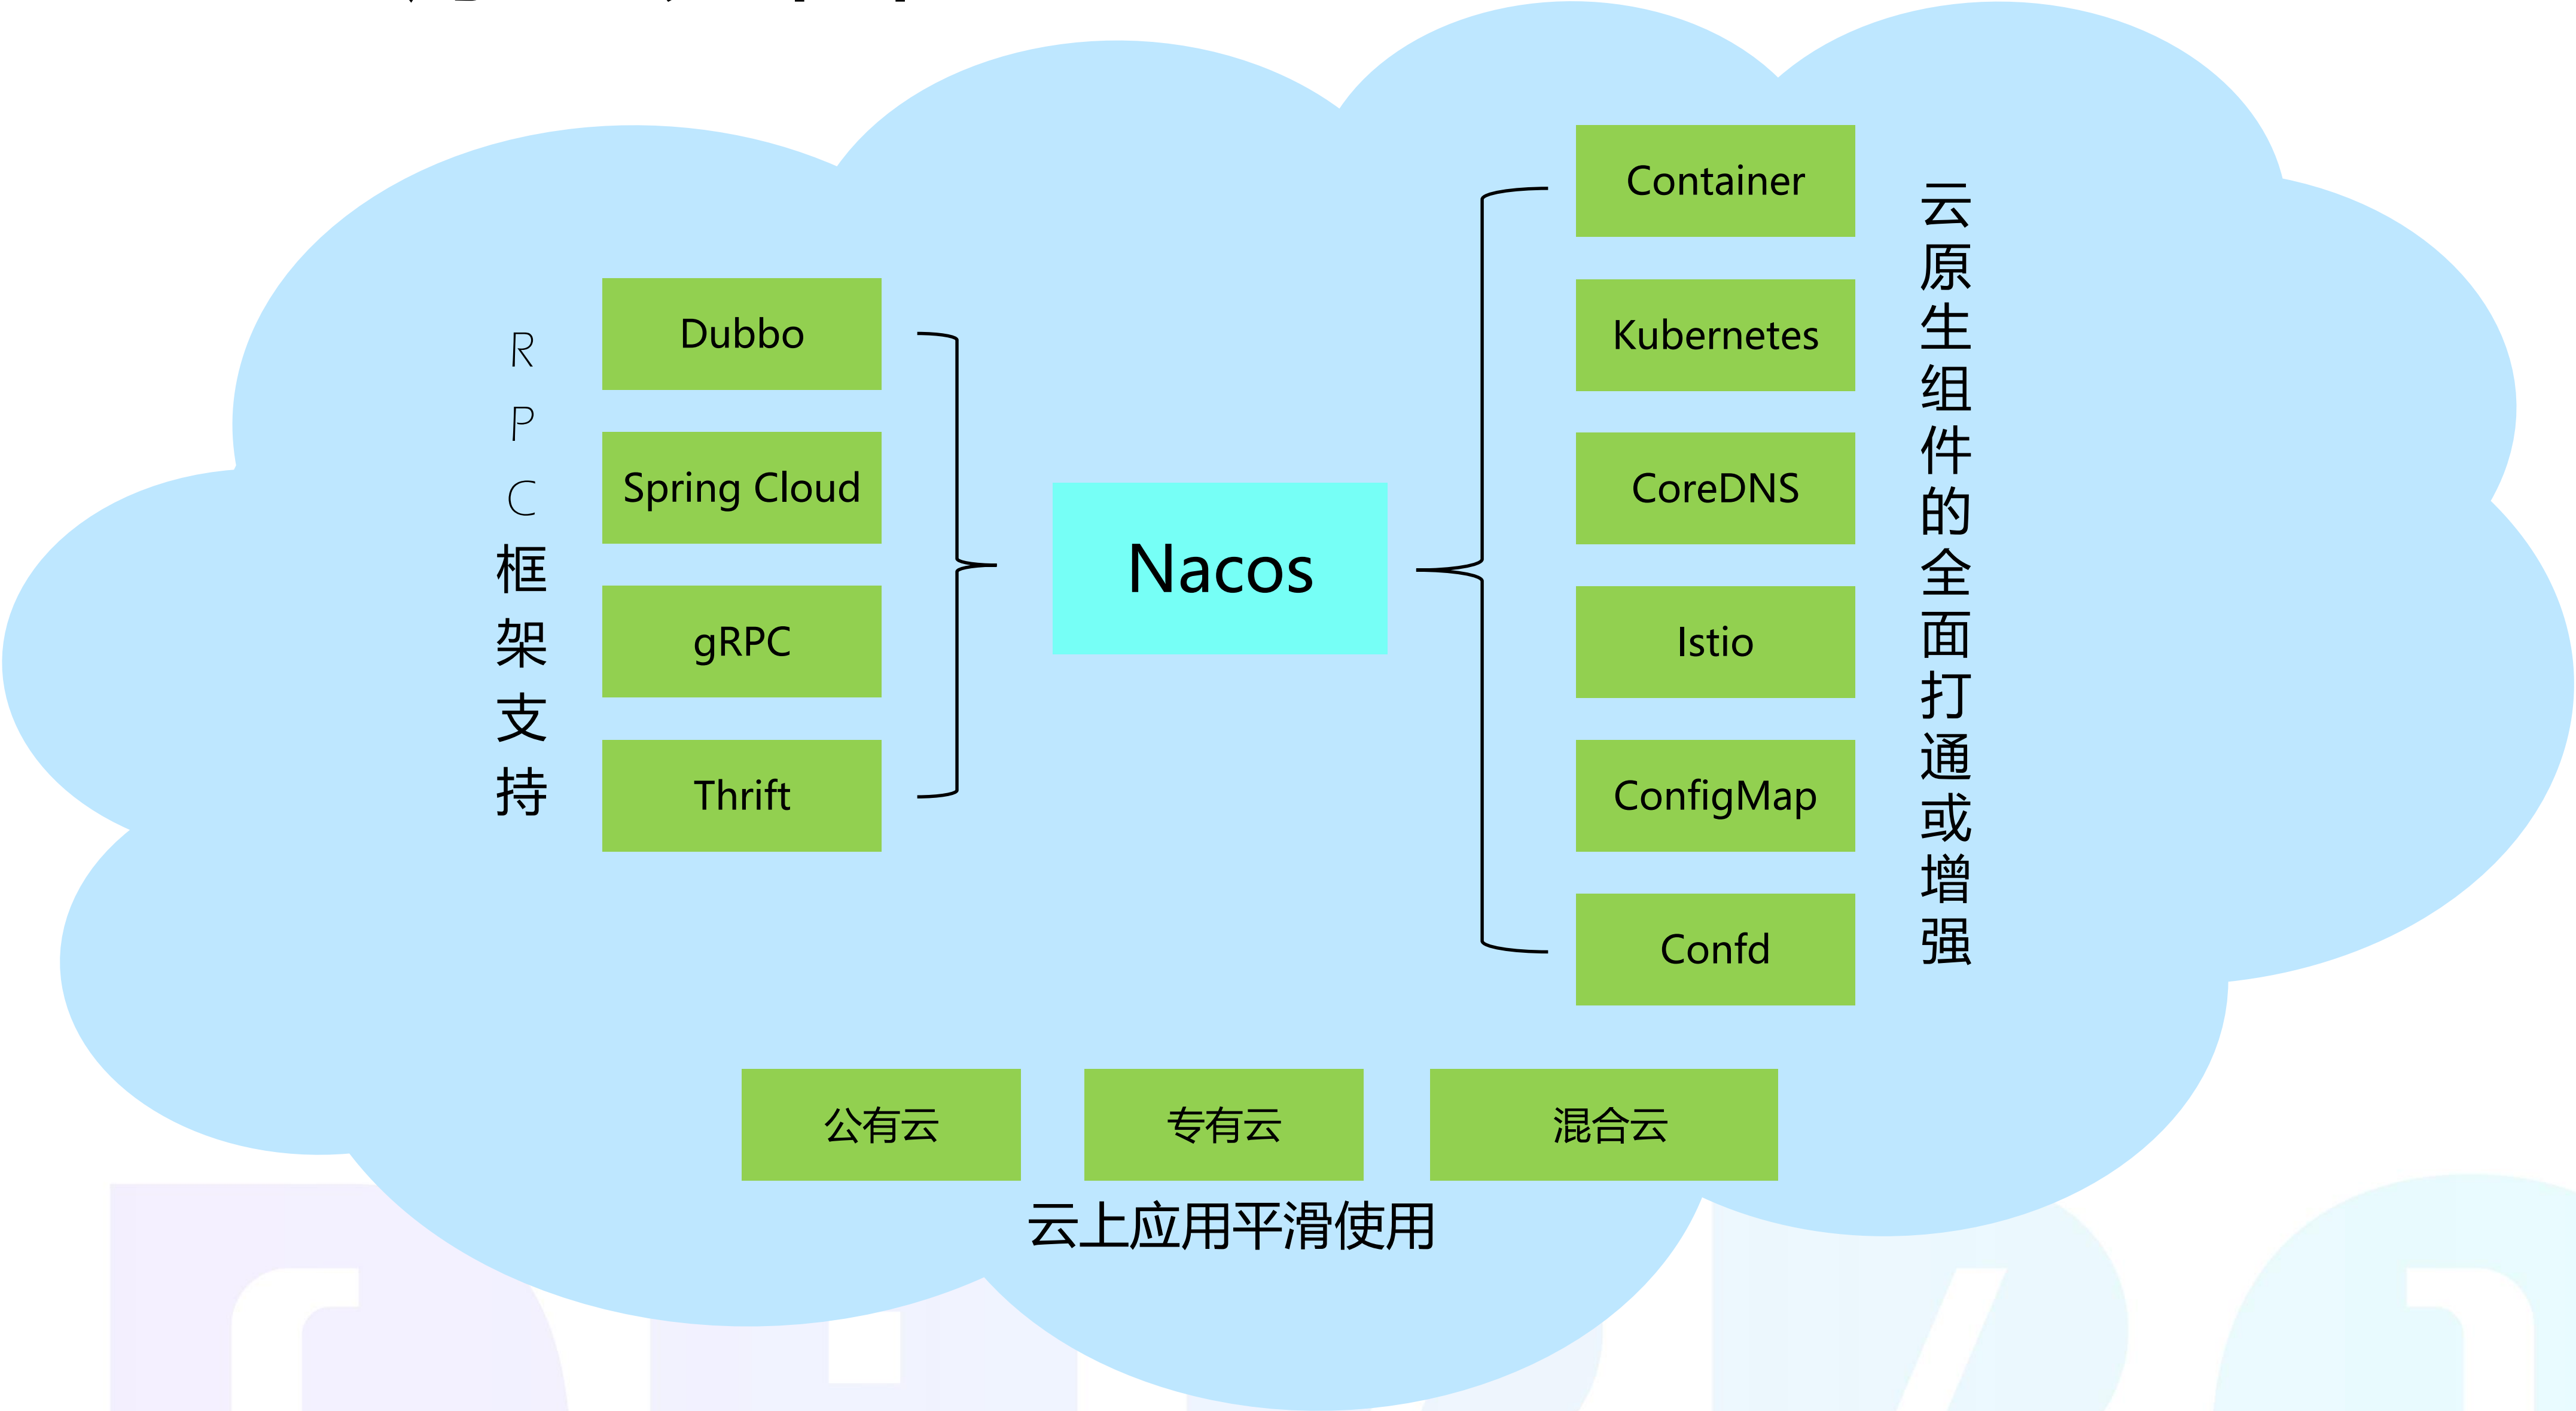 RPC框架支持
Dubbo
Spring Cloud
gRPC
Thrift
Nacos
Container
Kubernetes
CoreDNS
Istio
ConfigMap
Confd
云原生组件的全面打通或增强
公有云
专有云
混合云
云上应用平滑使用